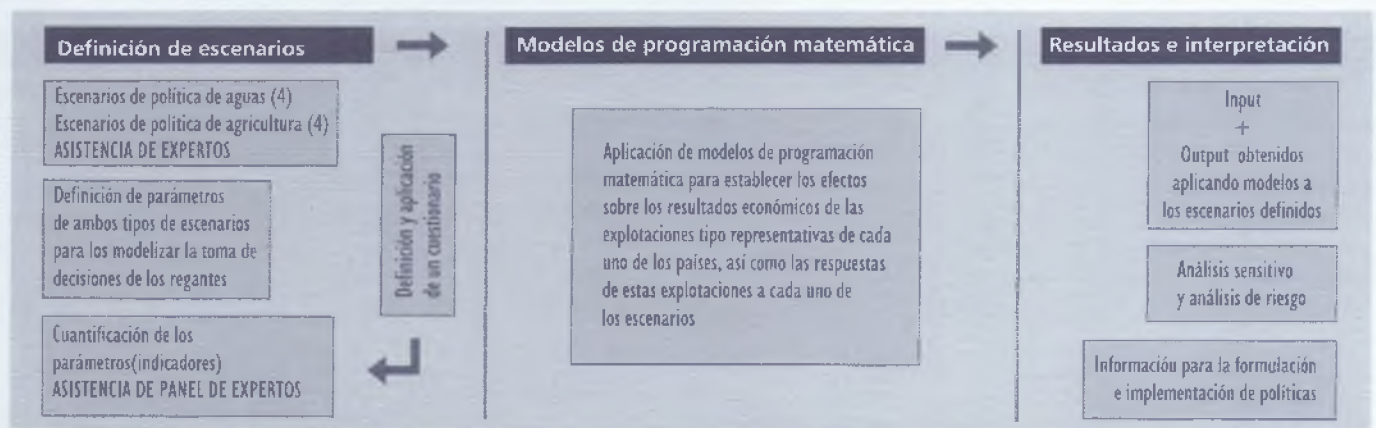 Definición de escenarios
Escenarios de política de aguas (4)
Escenarios de política de agricultura (4)
ASISTENCIA DE EXPERTOS
Definición de parámetros
de ambos tipos de escenarios
para los modelizar la toma de
decisiones de los regantes
Cuantificación de los
parámetros(indicadores)
ASISTENCIA DE PANEL DE EXPERTOS
Definición y aplicación
de un cuestionario
Modelos de programación matemática
Aplicación de modelos de programación
matemática para establecer los efectos
sobre los resultados económicos de las
explotaciones tipo representativas de cada
uno de los países, así como las respuestas
de estas explotaciones a cada uno de
los escenarios
Resultados e interpretación
Input
+
Output obtenidos
aplicando modelos a
los escenarios definidos
Análisis sensitivo
y análisis de riesgo
Informacióu para la formulación
e implementación de políticas